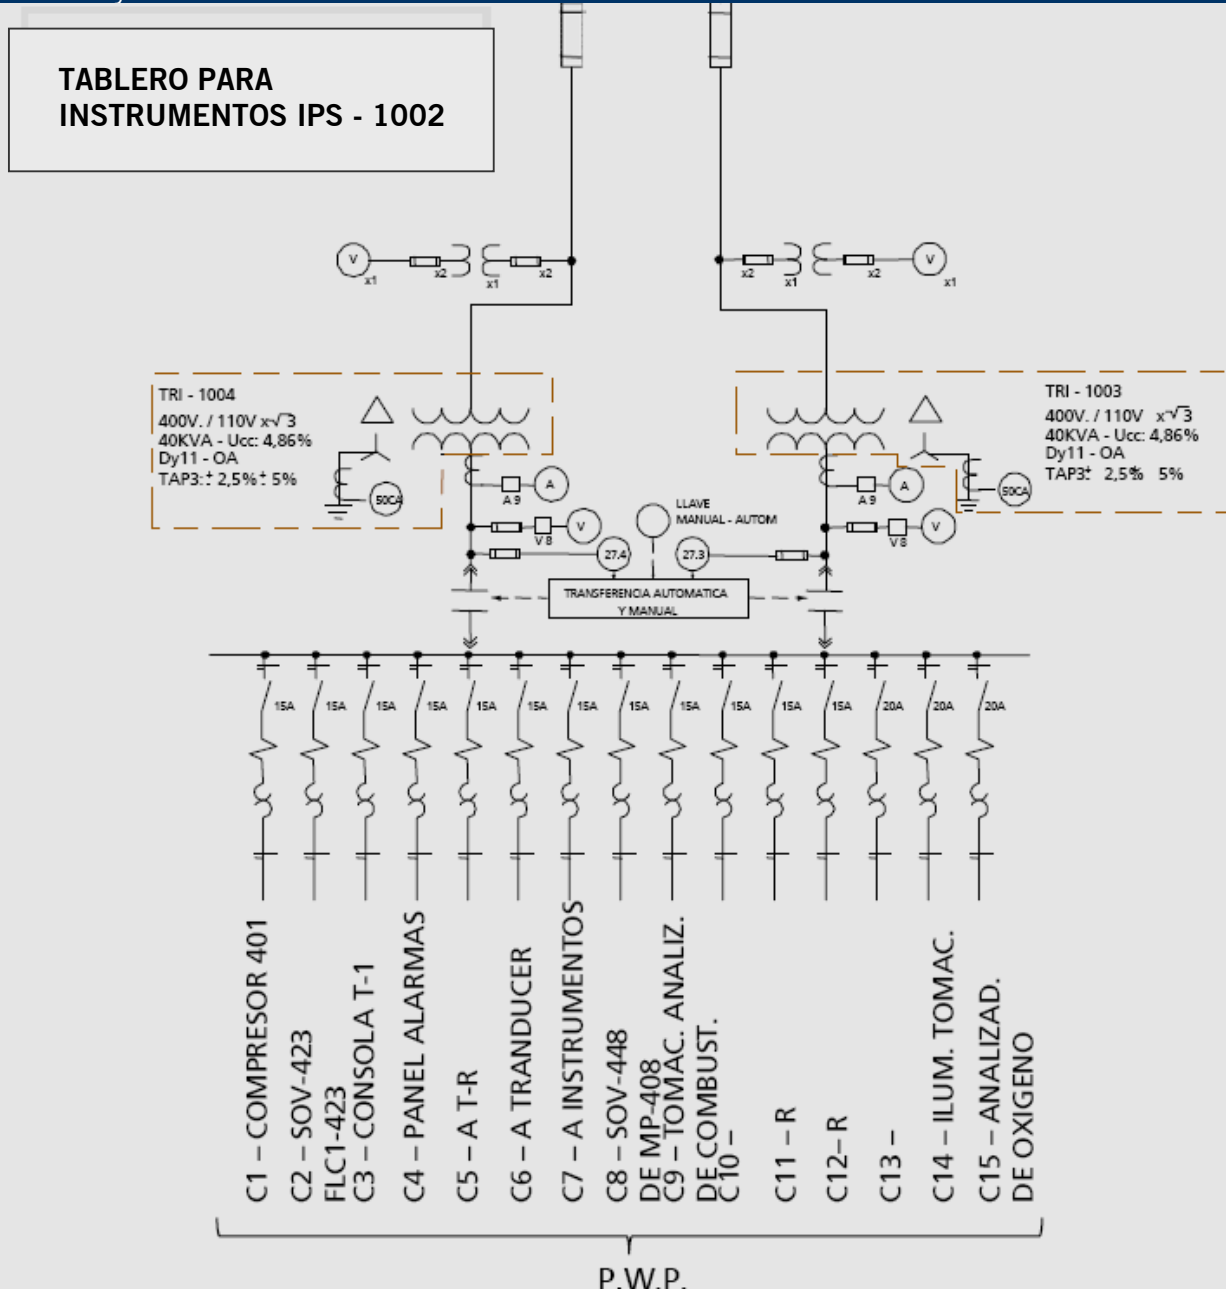 TABLERO PARA
INSTRUMENTOS IPS - 1002
V
x1
x2
x1
x2
x2
x1
x2
V
x1
TRI - 1004
400V. / 110V x√3
40KVA - Ucc: 4,86%
Dy11 - OA
TAP3: ± 2,5% ± 5%
50CA
A 9
A
V 8
V
27.4
LLAVE
MANUAL - AUTOM
27.3
TRANSFERENCIA AUTOMATICA
Y MANUAL
TRI - 1003
400V. / 110V x√3
40KVA - Ucc: 4,86%
Dy11 - OA
TAP3± 2,5% 5%
50CA
A 9
A
V 8
V
15A
15A
15A
15A
15A
15A
15A
15A
15A
15A
15A
15A
20A
20A
20A
C1 – COMPRESOR 401
C2 – SOV-423
FLC1-423
C3 – CONSOLA T-1
C4 – PANEL ALARMAS
C5 – A T-R
C6 – A TRANDUCER
C7 – A INSTRUMENTOS
C8 – SOV-448
DE MP-408
C9 – TOMAC. ANALIZ.
DE COMBUST.
C10 –
C11 – R
C12– R
C13 –
C14 – ILUM. TOMAC.
C15 – ANALIZAD.
DE OXIGENO
P.W.P.